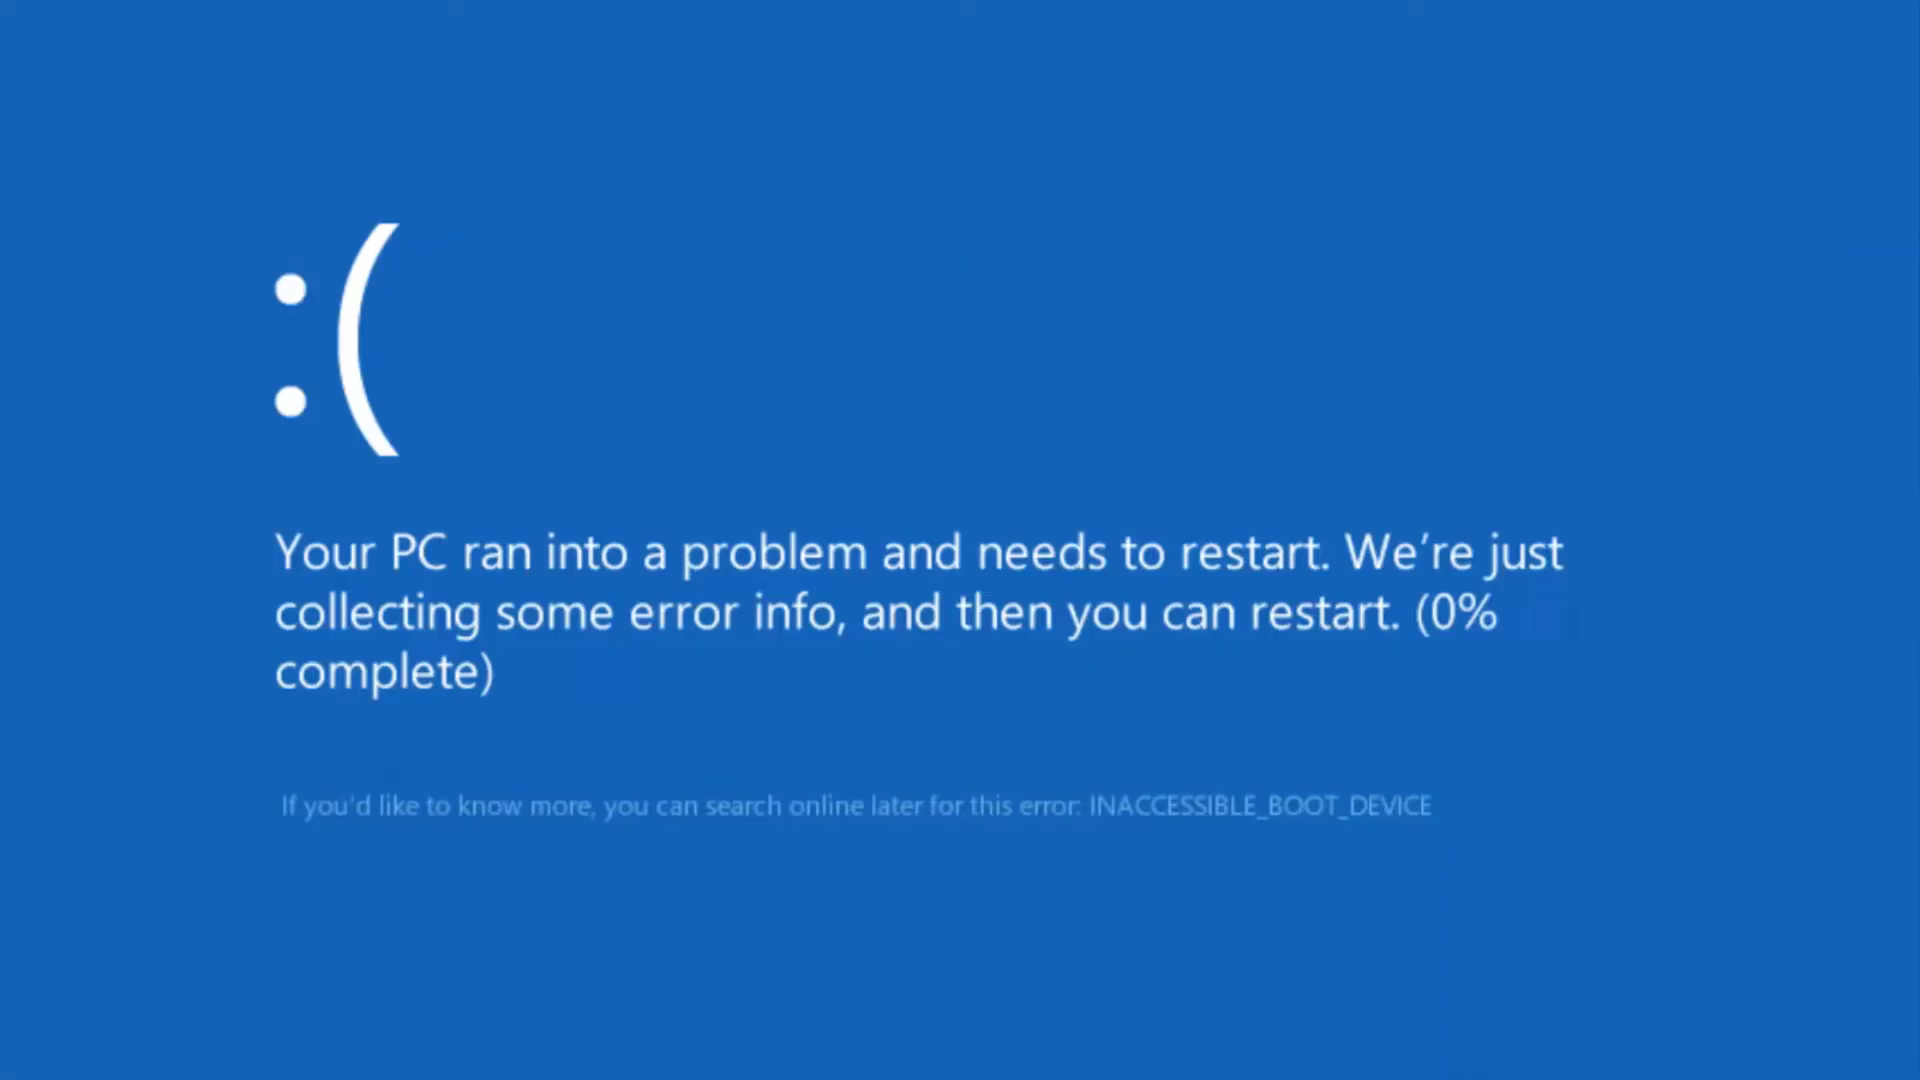 :(
Your PC ran into a problem and needs to restart. We’re just
collecting some error info, and then you can restart. (0%
complete)
If you'd like to know more, you can search online later for this error: INACCESSIBLE_BOOT_DEVICE